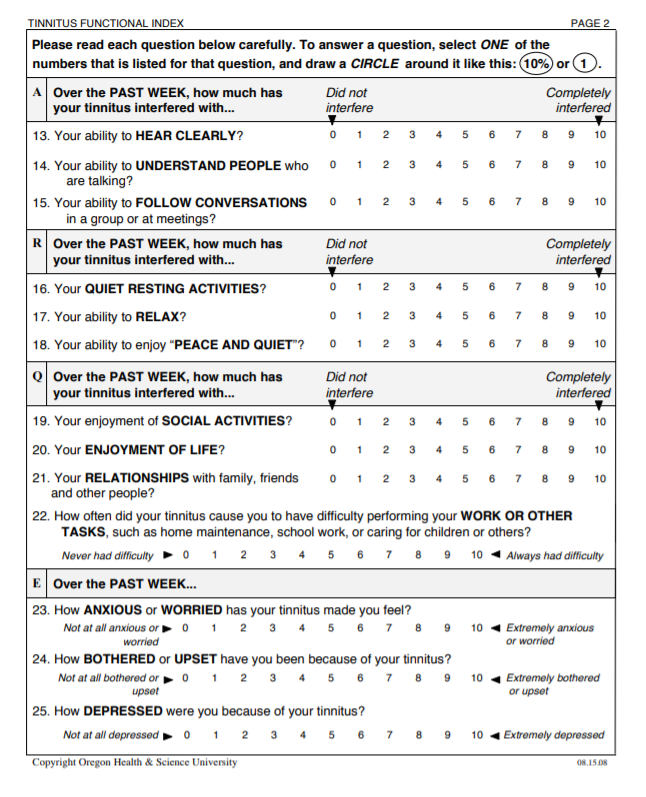 TINNITUS FUNCTIONAL INDEX PAGE 2
Please read each question below carefully. To answer a question, select ONE of the
numbers that is listed for that question, and draw a CIRCLE around it like this: 10% or 1.
A Over the PAST WEEK, how much has Did not Completely
your tinnitus interfered with... interfere interfered
13. Your ability to HEAR CLEARLY? 0 1 2 3 4 5 6 7 8 9 10
14. Your ability to UNDERSTAND PEOPLE who 0 1 2 3 4 5 6 7 8 9 10
are talking?
15. Your ability to FOLLOW CONVERSATIONS 0 1 2 3 4 5 6 7 8 9 10
in a group or at meetings?
R Over the PAST WEEK, how much has Did not Completely
your tinnitus interfered with... interfere interfered
16. Your QUIET RESTING ACTIVITIES? 0 1 2 3 4 5 6 7 8 9 10
17. Your ability to RELAX? 0 1 2 3 4 5 6 7 8 9 10
18. Your ability to enjoy “PEACE AND QUIET”? 0 1 2 3 4 5 6 7 8 9 10
Q Over the PAST WEEK, how much has Did not Completely
your tinnitus interfered with... interfere interfered
19. Your enjoyment of SOCIAL ACTIVITIES? 0 1 2 3 4 5 6 7 8 9 10
20. Your ENJOYMENT OF LIFE? 0 1 2 3 4 5 6 7 8 9 10
21. Your RELATIONSHIPS with family, friends 0 1 2 3 4 5 6 7 8 9 10
and other people?
22. How often did your tinnitus cause you to have difficulty performing your WORK OR OTHER
TASKS, such as home maintenance, school work, or caring for children or others?
Never had difficulty ► 0 1 2 3 4 5 6 7 8 9 10 ◄ Always had difficulty
E Over the PAST WEEK...
23. How ANXIOUS or WORRIED has your tinnitus made you feel?
Not at all anxious or ► 0 1 2 3 4 5 6 7 8 9 10 ◄ Extremely anxious
worried or worried
24. How BOTHERED or UPSET have you been because of your tinnitus?
Not at all bothered or ► 0 1 2 3 4 5 6 7 8 9 10 ◄ Extremely bothered
upset or upset
25. How DEPRESSED were you because of your tinnitus?
Not at all depressed ► 0 1 2 3 4 5 6 7 8 9 10 ◄ Extremely depressed
Copyright Oregon Health & Science University 08.15.08